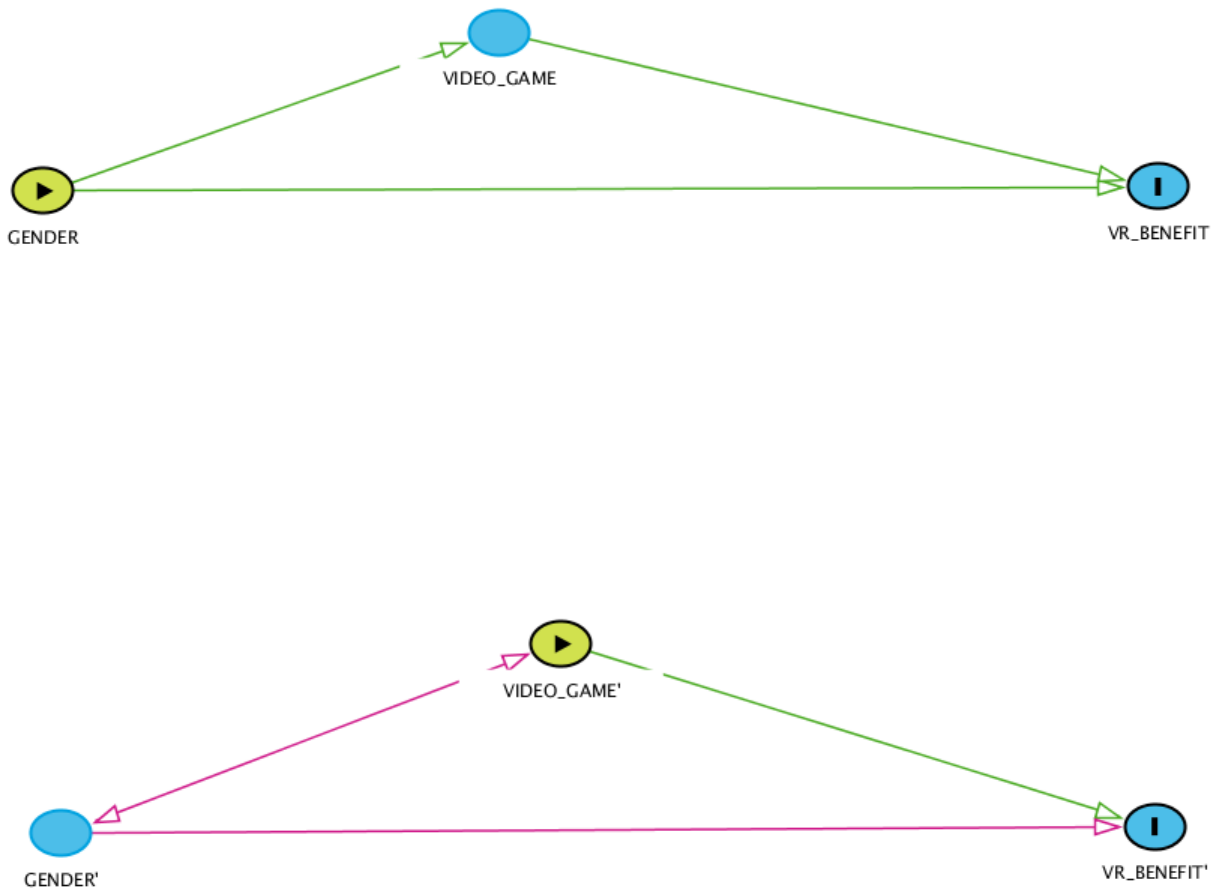 VIDEO_GAME
GENDER
VR_BENEFIT
VIDEO_GAME'
GENDER'
VR_BENEFIT'